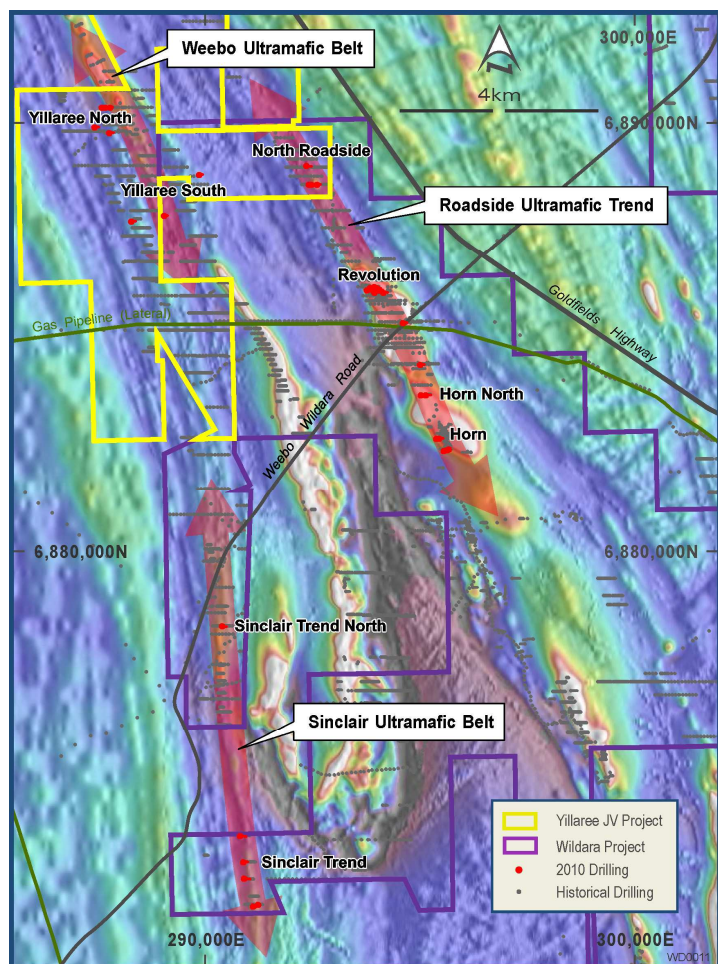 300,000E
Weebo Ultramafic Belt
N
4km
Yillaree North
6,890,000N
North Roadside
Yillaree South
Roadside Ultramafic Trend
Revolution
Goldfields Highway
Gas Pipeline (Lateral)
Weebo Wildara Road
Horn North
Horn
6,880,000N
6,880,000N
Sinclair Trend North
Sinclair Ultramafic Belt
Yillaree JV Project
Wildara Project
2010 Drilling
Historical Drilling
Sinclair Trend
290,000E
300,000E
WD0011